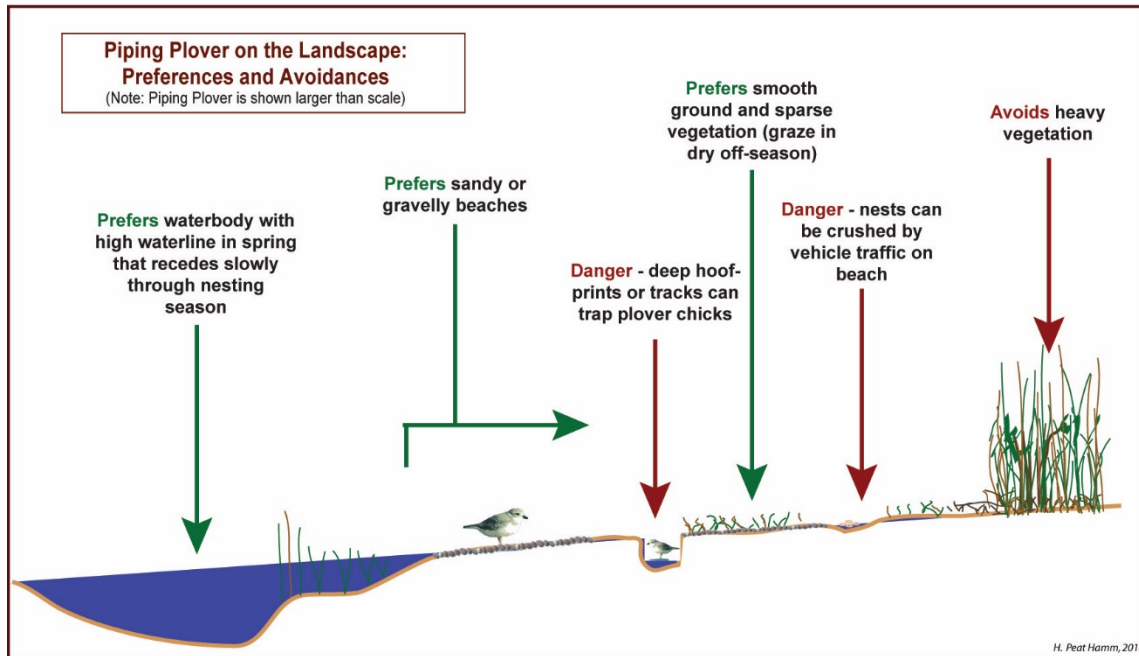 Piping Plover on the Landscape:
Preferences and Avoidances
(Note: Piping Plover is shown larger than scale)
Prefers waterbody with
high waterline in spring
that recedes slowly
through nesting
season
Prefers sandy or
gravelly beaches
Danger - deep hoof-
prints or tracks can
trap plover chicks
Prefers smooth
ground and sparse
vegetation (graze in
dry off-season)
Danger - nests can
be crushed by
vehicle traffic on
beach
Avoids heavy
vegetation
H. Peat Hamm,